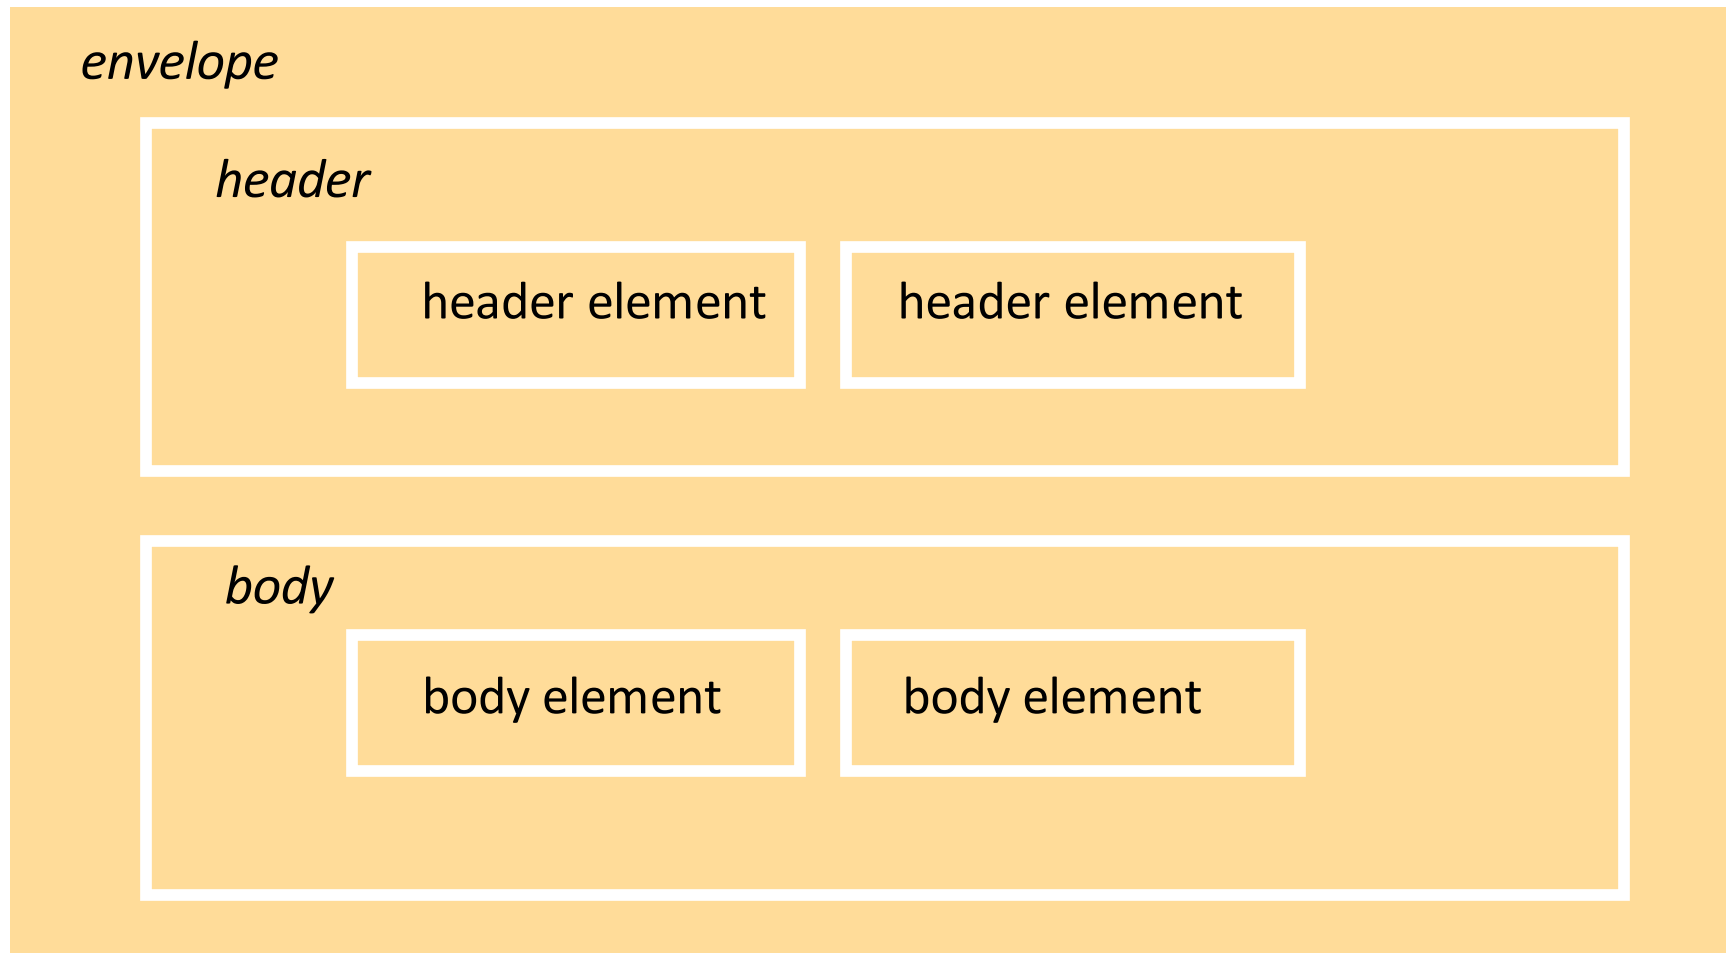 envelope
header
header element
header element
body
body element
body element